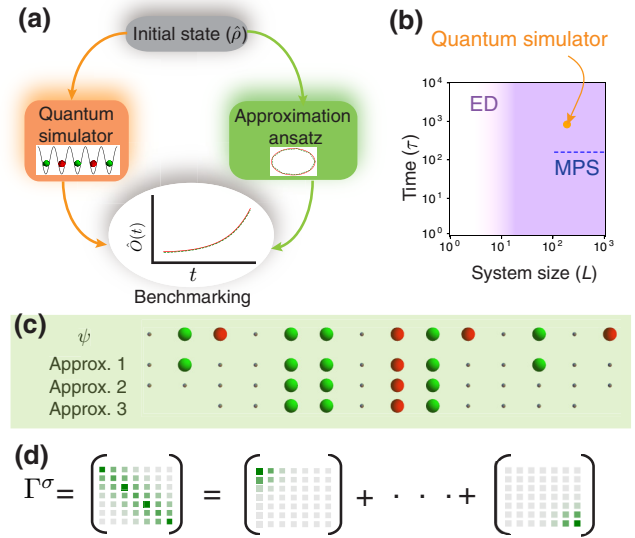 (a)
Initial state (ρ̂)
Quantum
simulator
Approximation
ansatz
Ô(t)
t
Benchmarking
(b)
Quantum simulator
ED
MPS
Time (τ)
10⁴
10³
10²
10¹
10⁰
10⁰ 10¹ 10² 10³
System size (L)
(c)
ψ
Approx. 1
Approx. 2
Approx. 3
(d)
Γ^σ = = + · · · +